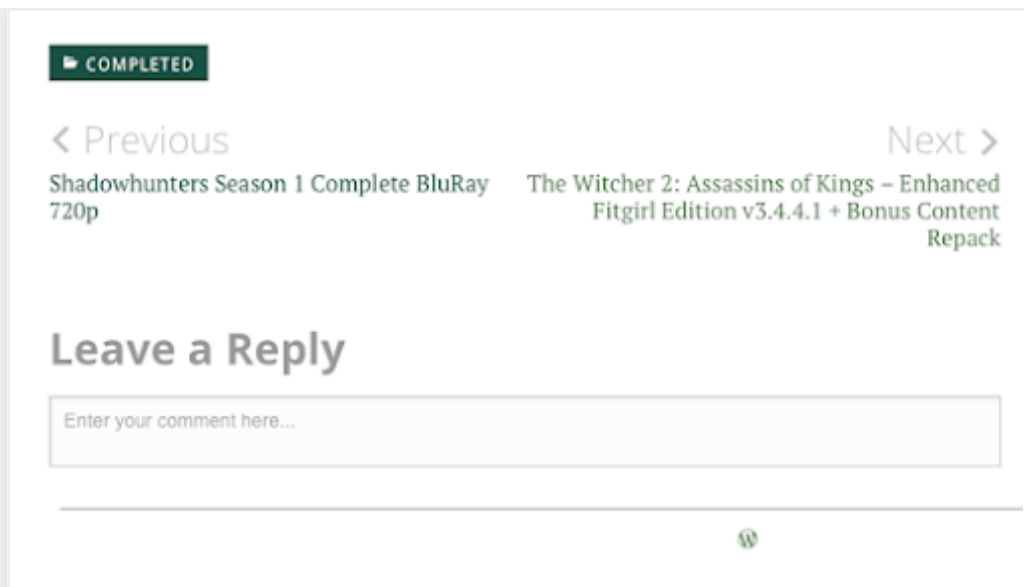 COMPLETED
Previous
Next
Shadowhunters Season 1 Complete BluRay
720p
The Witcher 2: Assassins of Kings – Enhanced
Fitgirl Edition v3.4.4.1 + Bonus Content
Repack
Leave a Reply
Enter your comment here...